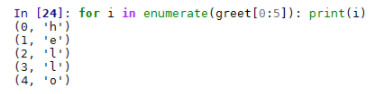 In [24]: for i in enumerate(greet[0:5]): print(i)
(0, 'h')
(1, 'e')
(2, 'l')
(3, 'l')
(4, 'o')